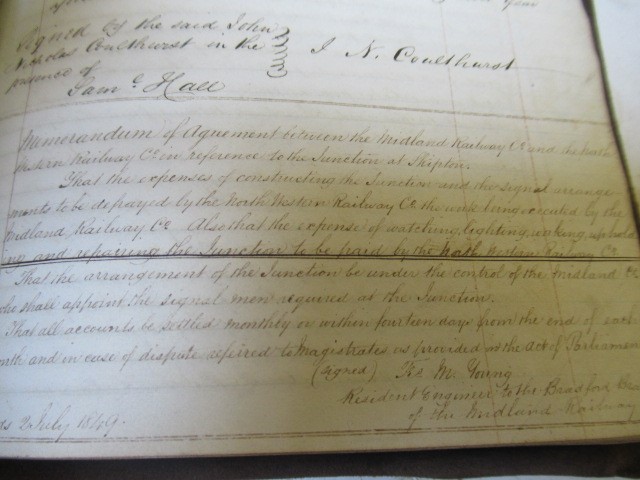 year
Signed by the said John
Nicholas Coulthurst in the
presence of
I N. Coulthurst
Saml Hall
Memorandum of Agreement between the Midland Railway Co and the North
Western Railway Co in reference to the Junction at Skipton.
That the expenses of constructing the Junction and the signal arrange
ments to be defrayed by the North Western Railway Co the work being executed by the
Midland Railway Co Also that the expense of watching, lighting, working, uphold
ing and repairing the Junction to be paid by the North Western Railway Co
That the arrangement of the Junction be under the control of the Midland Co
who shall appoint the signal men required at the Junction.
That all accounts be settled monthly or within fourteen days from the end of each
month and in case of dispute referred to Magistrates as provided in the Act of Parliament
(signed) M. Young
Resident Engineer to the Bradford
of the Midland Railway
ds 2 July 1849.